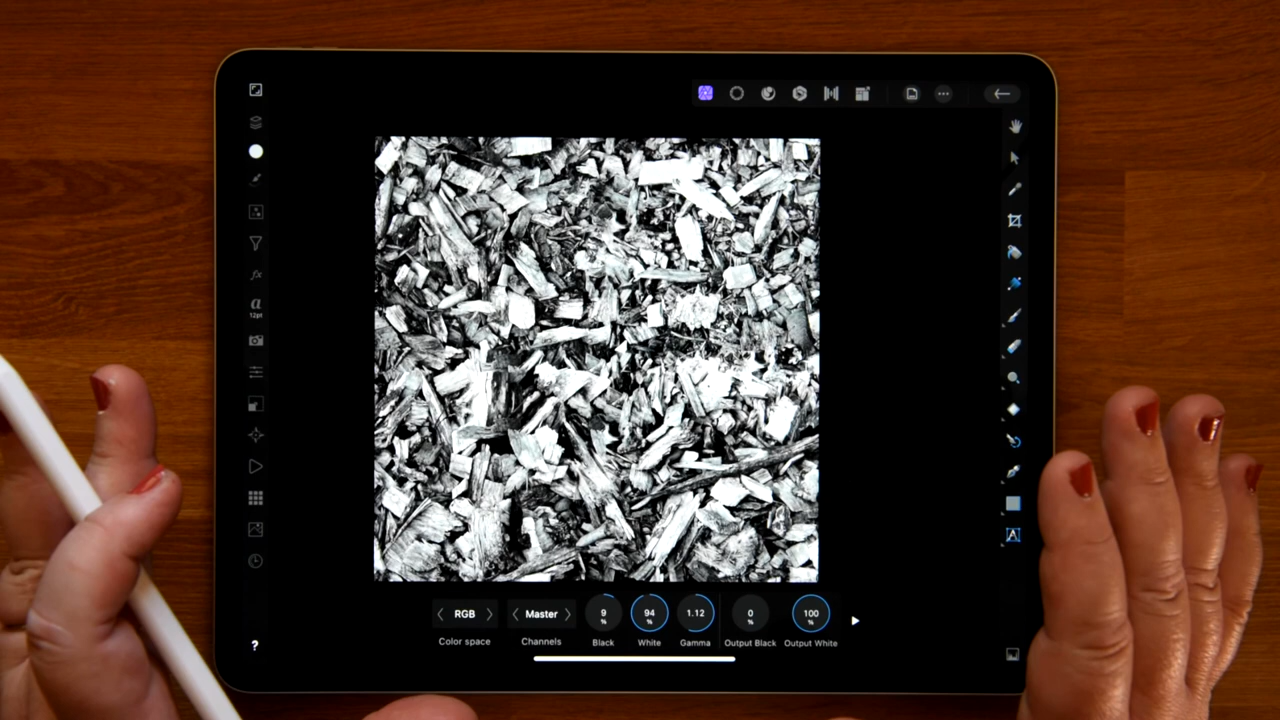 a
12pt
fx
RGB
Color space
Master
Channels
9
%
Black
94
%
White
1.12
Gamma
0
%
Output Black
100
%
Output White
A
?